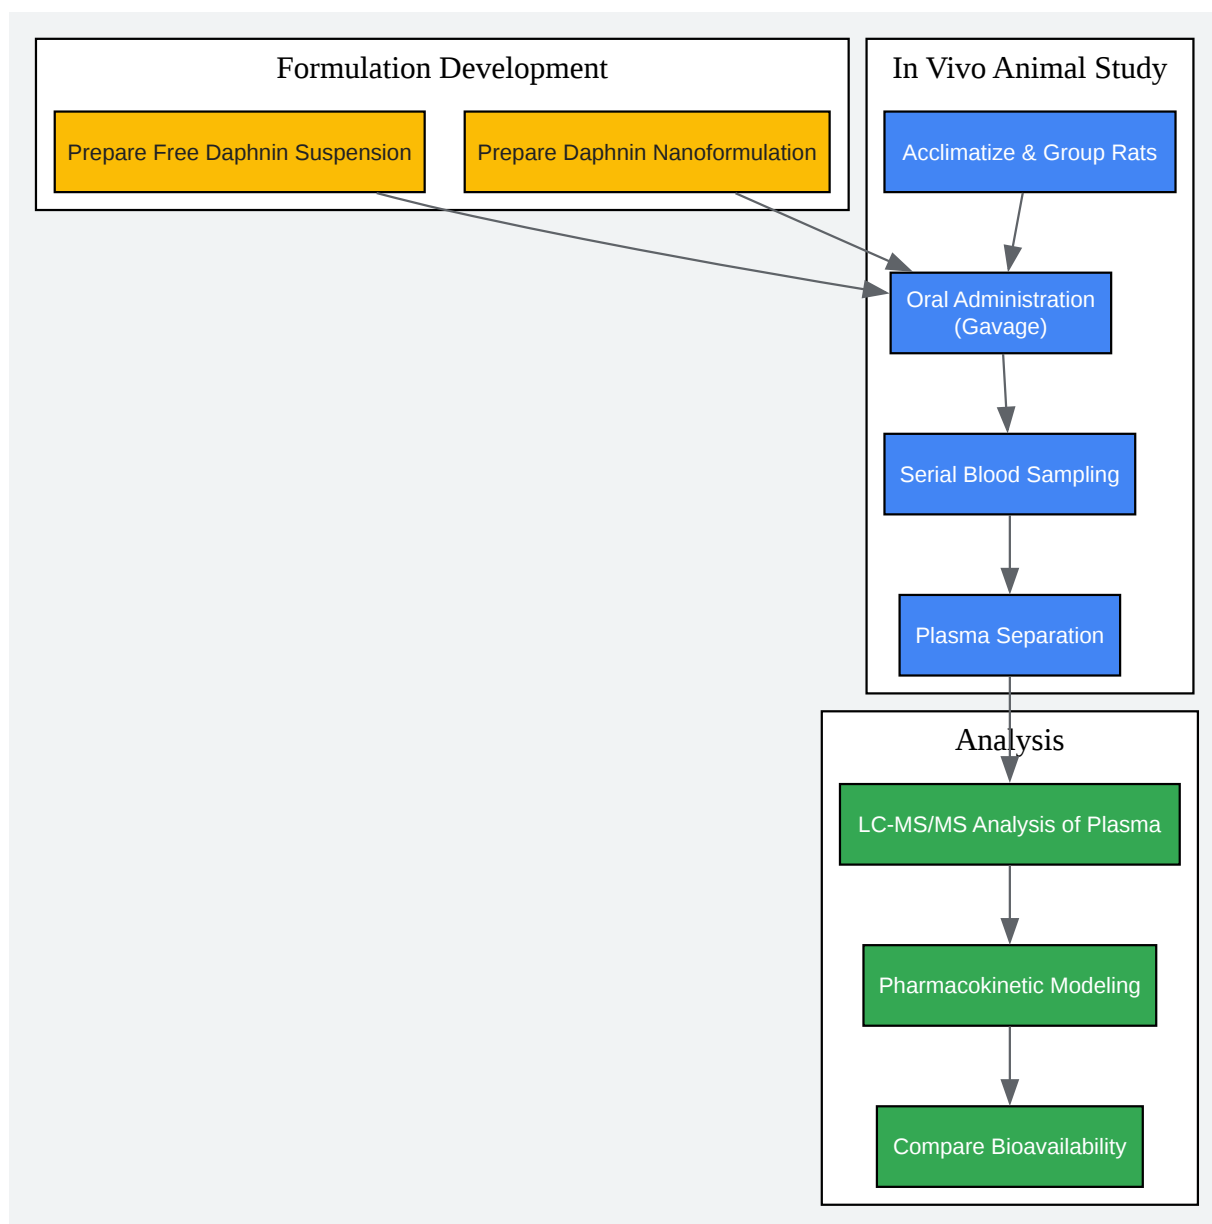 Formulation Development
Prepare Free Daphnin Suspension
Prepare Daphnin Nanoformulation
In Vivo Animal Study
Acclimatize & Group Rats
Oral Administration
(Gavage)
Serial Blood Sampling
Plasma Separation
Analysis
LC-MS/MS Analysis of Plasma
Pharmacokinetic Modeling
Compare Bioavailability